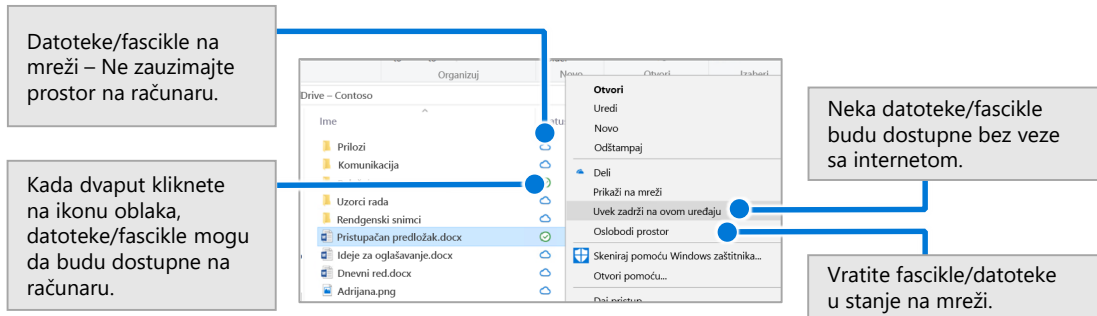 Datoteke/fascikle na
mreži – Ne zauzimajte
prostor na računaru.
Kada dvaput kliknete
na ikonu oblaka,
datoteke/fascikle mogu
da budu dostupne na
računaru.
Organizuj
Novo
Otvori
Izaberi
Drive – Contoso
Ime
Prilozi
Komunikacija
Uzorci rada
Rendgenski snimci
Pristupačan predložak.docx
Ideje za oglašavanje.docx
Dnevni red.docx
Adrijana.png
Otvori
Uredi
Novo
Odštampaj
Deli
Prikaži na mreži
Uvek zadrži na ovom uređaju
Oslobodi prostor
Skeniraj pomoću Windows zaštitnika...
Otvori pomoću...
Daj pristup
Neka datoteke/fascikle
budu dostupne bez veze
sa internetom.
Vratite fascikle/datoteke
u stanje na mreži.